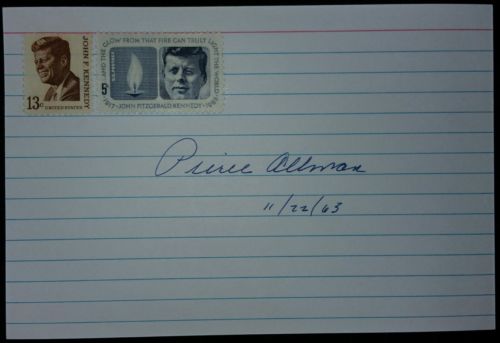 JOHN F. KENNEDY
13c UNITED STATES
AND THE GLOW FROM THAT FIRE CAN TRULY LIGHT THE WORLD
5c
1917 · JOHN FITZGERALD KENNEDY · 1963
Pierce Allman
11/22/63